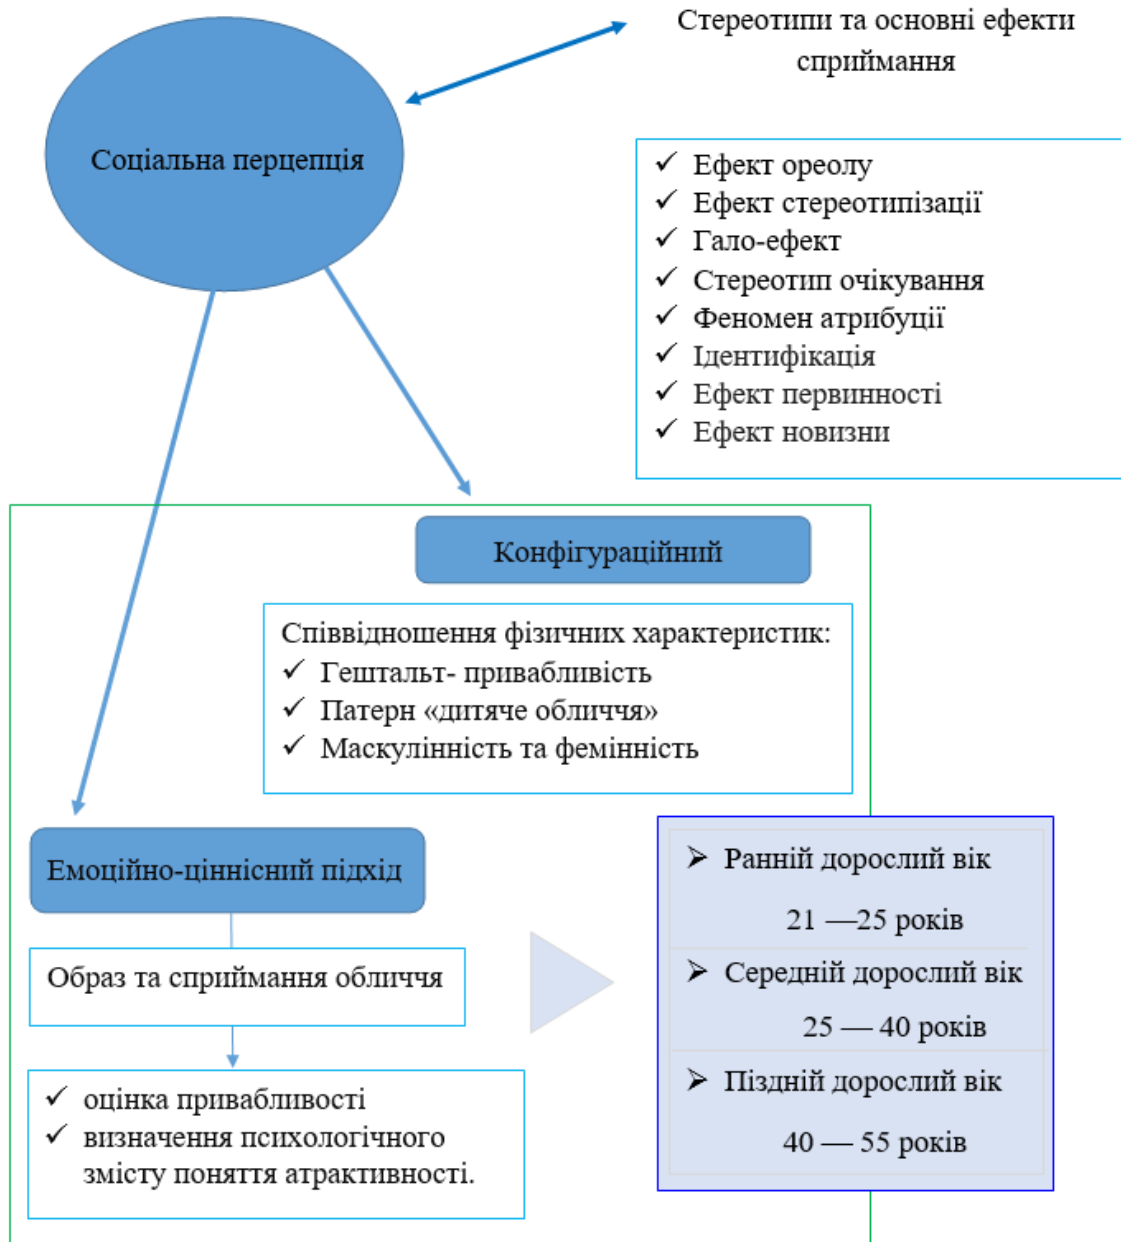 Стереотипи та основні ефекти
сприймання
Соціальна перцепція
✓ Ефект ореолу
✓ Ефект стереотипізації
✓ Гало-ефект
✓ Стереотип очікування
✓ Феномен атрибуції
✓ Ідентифікація
✓ Ефект первинності
✓ Ефект новизни
Конфігураційний
Співвідношення фізичних характеристик:
✓ Гештальт- привабливість
✓ Патерн «дитяче обличчя»
✓ Маскулінність та фемінність
Емоційно-ціннісний підхід
Образ та сприймання обличчя
✓ оцінка привабливості
✓ визначення психологічного
змісту поняття атрактивності.
➢ Ранній дорослий вік
21 —25 років
➢ Середній дорослий вік
25 — 40 років
➢ Піздній дорослий вік
40 — 55 років